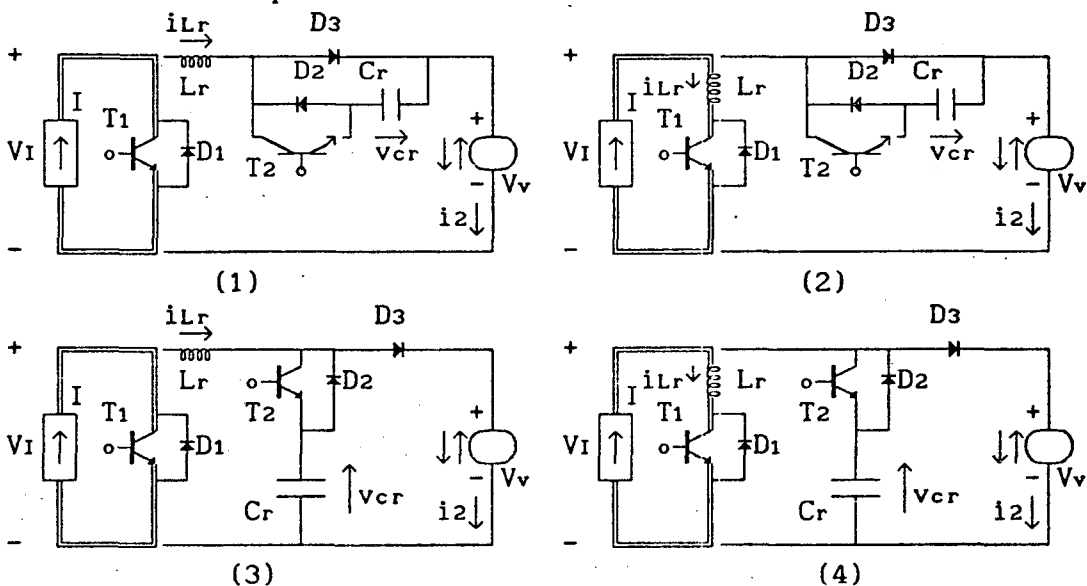 iLr
D3
+
Lr
D2
Cr
I
T1
VI
D1
T2
vcr
+
−
Vv
i2
−
(1)
D3
+
D2
Cr
iLr
Lr
I
T1
VI
D1
T2
vcr
+
−
Vv
i2
−
(2)
iLr
D3
+
Lr
D2
I
T1
T2
+
VI
D1
Vv
−
Cr
vcr
i2
−
(3)
D3
+
iLr
Lr
D2
I
T1
T2
+
VI
D1
Vv
−
Cr
vcr
i2
−
(4)